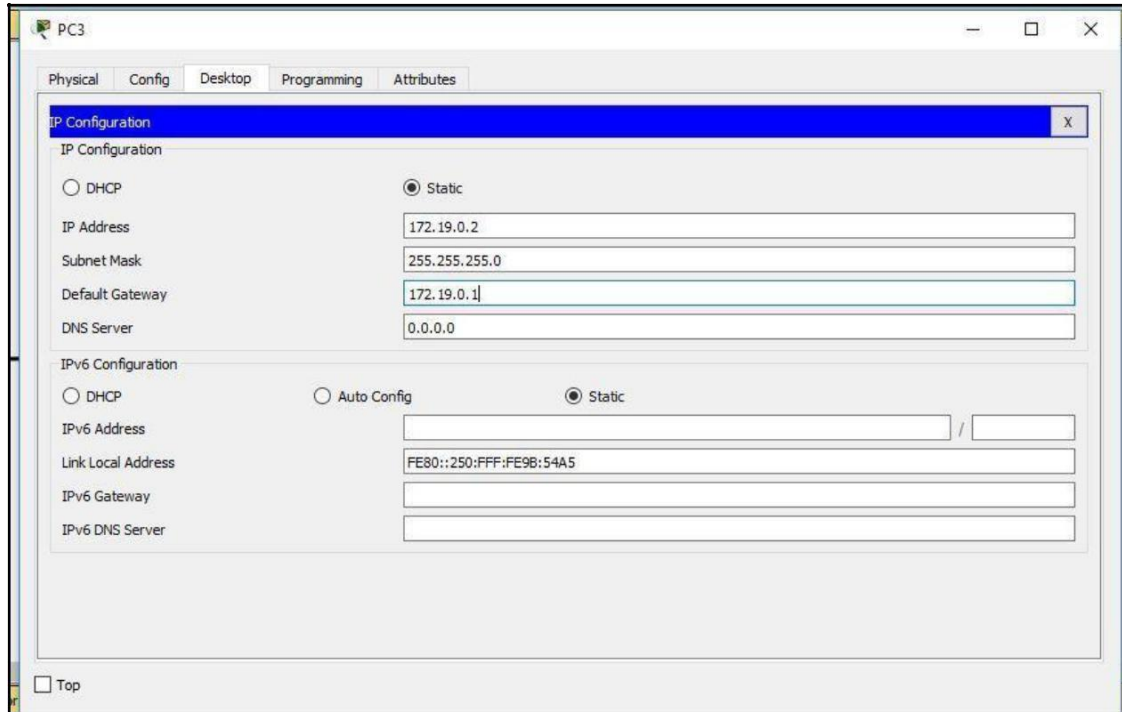 PC3
Physical Config Desktop Programming Attributes
IP Configuration X
IP Configuration
DHCP Static
IP Address 172.19.0.2
Subnet Mask 255.255.255.0
Default Gateway 172.19.0.1
DNS Server 0.0.0.0
IPv6 Configuration
DHCP Auto Config Static
IPv6 Address /
Link Local Address FE80::250:FFF:FE9B:54A5
IPv6 Gateway
IPv6 DNS Server
Top